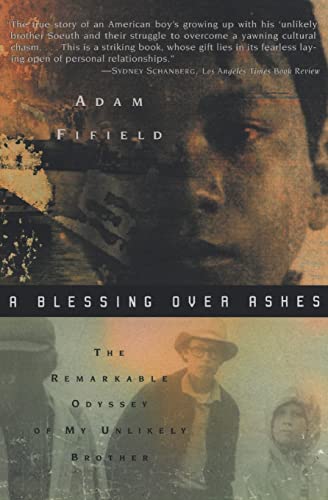 "The true story of an American boy's growing up with his 'unlikely
brother Soeuth and their struggle to overcome a yawning cultural
chasm. . . . This is a striking book, whose gift lies in its fearless lay
ing open of personal relationships."
—Sydney Schanberg, Los Angeles Times Book Review
Adam
Fifield
A BLESSING OVER ASHES
The
Remarkable
Odyssey
of My Unlikely
Brother